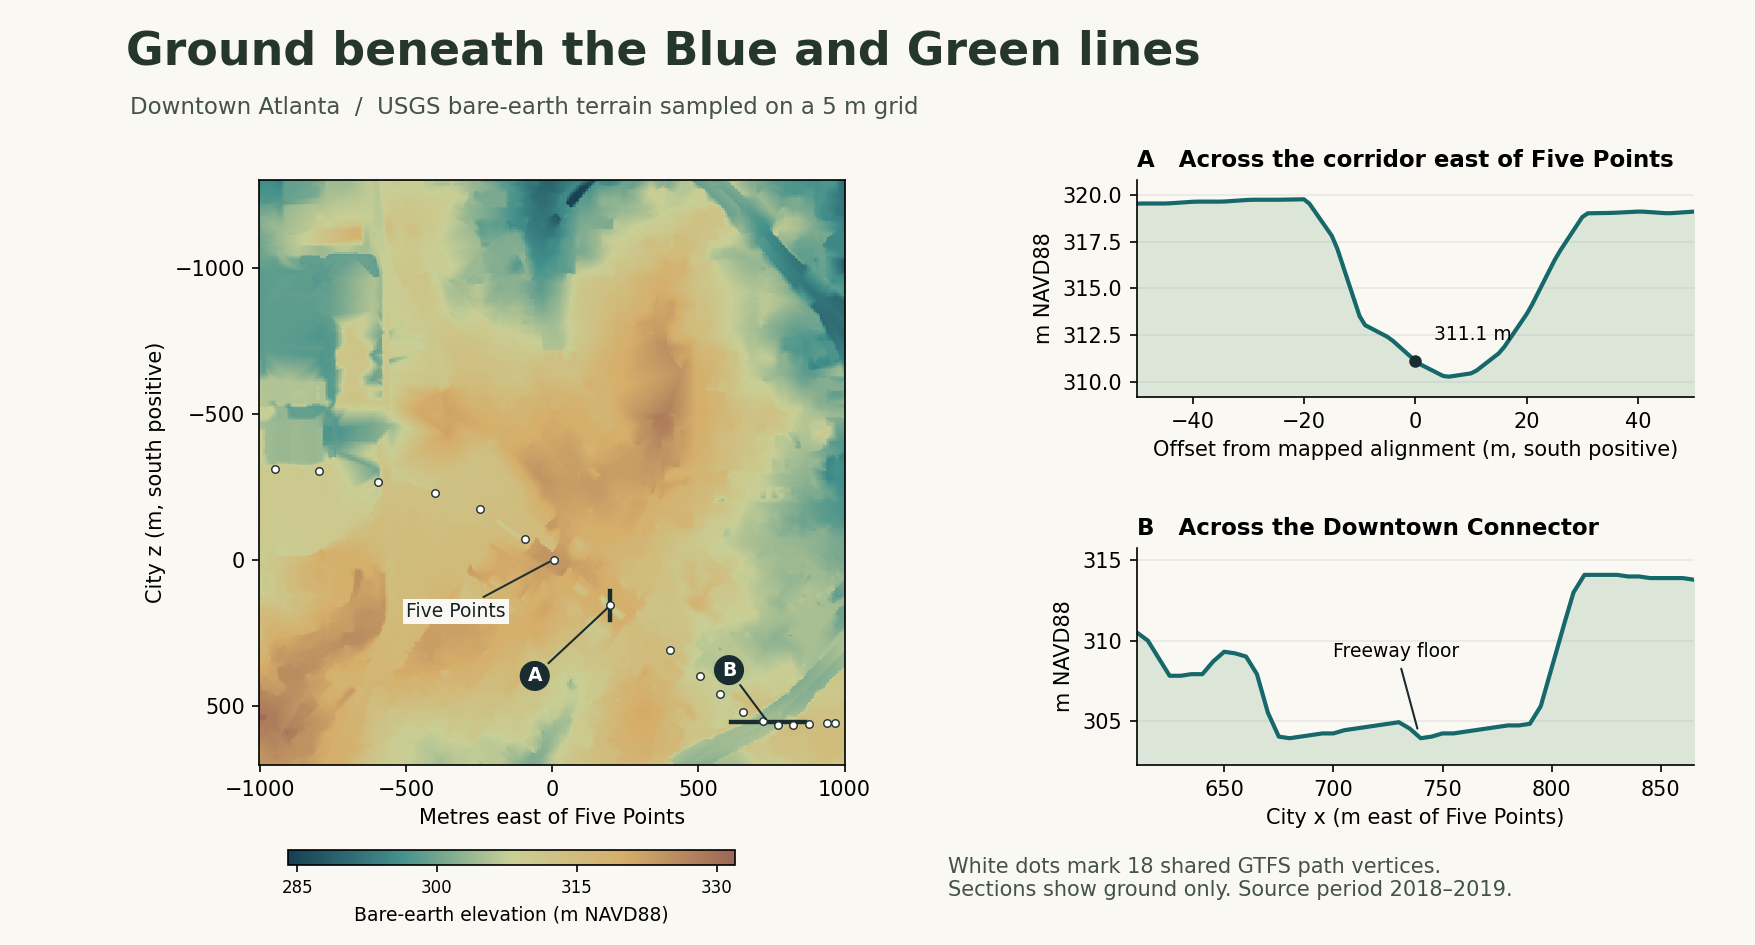 Ground beneath the Blue and Green lines
Downtown Atlanta / USGS bare-earth terrain sampled on a 5 m grid
City z (m, south positive)
−1000
−500
0
500
Five Points
A
B
−1000
−500
0
500
1000
Metres east of Five Points
285
300
315
330
Bare-earth elevation (m NAVD88)
A Across the corridor east of Five Points
m NAVD88
320.0
317.5
315.0
312.5
310.0
311.1 m
−40
−20
0
20
40
Offset from mapped alignment (m, south positive)
B Across the Downtown Connector
m NAVD88
315
310
305
Freeway floor
650
700
750
800
850
City x (m east of Five Points)
White dots mark 18 shared GTFS path vertices.
Sections show ground only. Source period 2018–2019.